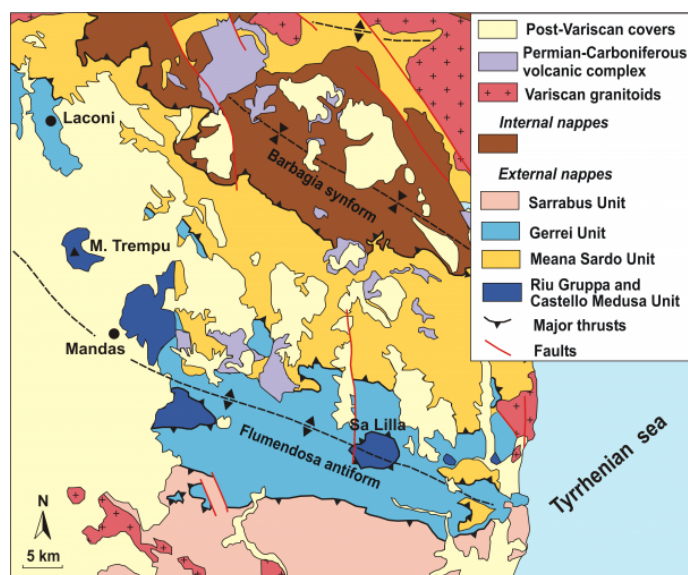 Laconi
M. Trempu
Mandas
Barbagia synform
Sa Lilla
Flumendosa antiform
Tyrrhenian sea
N
5 km
Post-Variscan covers
Permian-Carboniferous
volcanic complex
Variscan granitoids
Internal nappes
External nappes
Sarrabus Unit
Gerrei Unit
Meana Sardo Unit
Riu Gruppa and
Castello Medusa Unit
Major thrusts
Faults